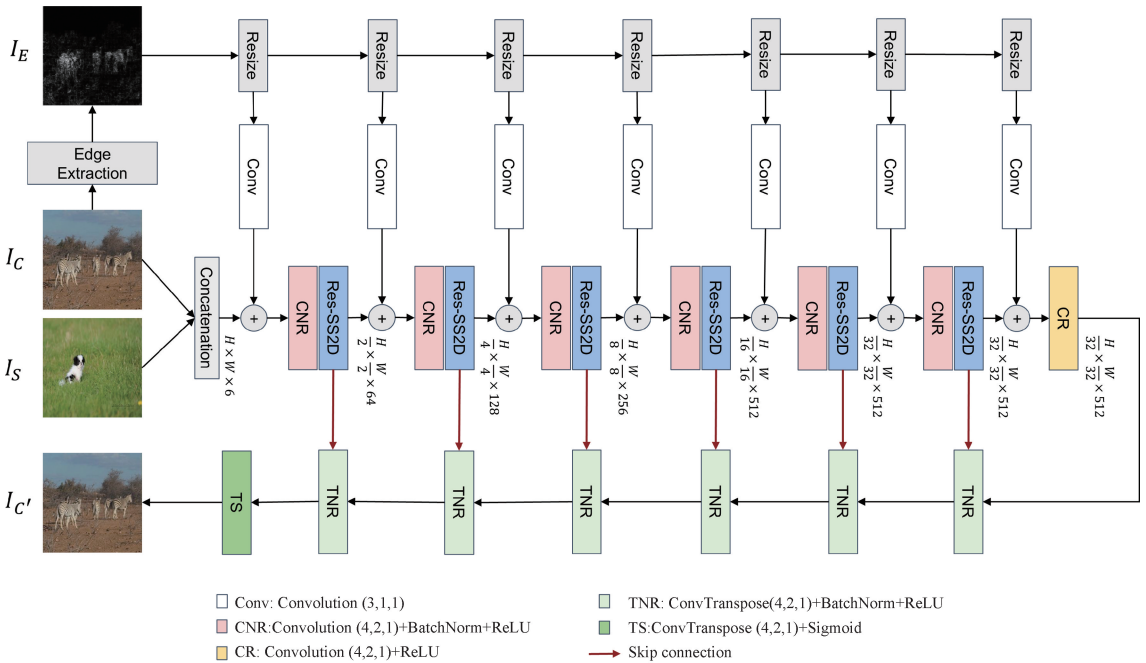 I_E
Resize
Resize
Resize
Resize
Resize
Resize
Resize
Edge
Extraction
Conv
Conv
Conv
Conv
Conv
Conv
Conv
I_C
I_S
Concatenation
H × W × 6
+
CNR
Res-SS2D
+
H/2 × W/2 × 64
CNR
Res-SS2D
+
H/4 × W/4 × 128
CNR
Res-SS2D
+
H/8 × W/8 × 256
CNR
Res-SS2D
+
H/16 × W/16 × 512
CNR
Res-SS2D
+
H/32 × W/32 × 512
CNR
Res-SS2D
+
H/32 × W/32 × 512
CR
H/32 × W/32 × 512
I_C'
TS
TNR
TNR
TNR
TNR
TNR
TNR
Conv: Convolution (3,1,1)
CNR:Convolution (4,2,1)+BatchNorm+ReLU
CR: Convolution (4,2,1)+ReLU
TNR: ConvTranspose(4,2,1)+BatchNorm+ReLU
TS:ConvTranspose (4,2,1)+Sigmoid
Skip connection